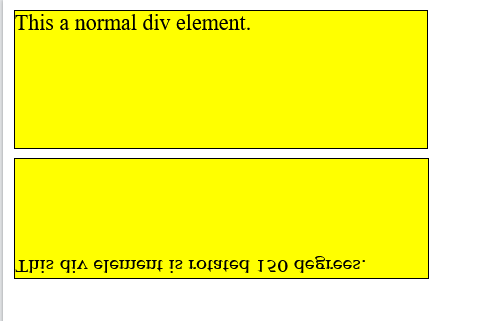 This a normal div element.
This div element is rotated 150 degrees.